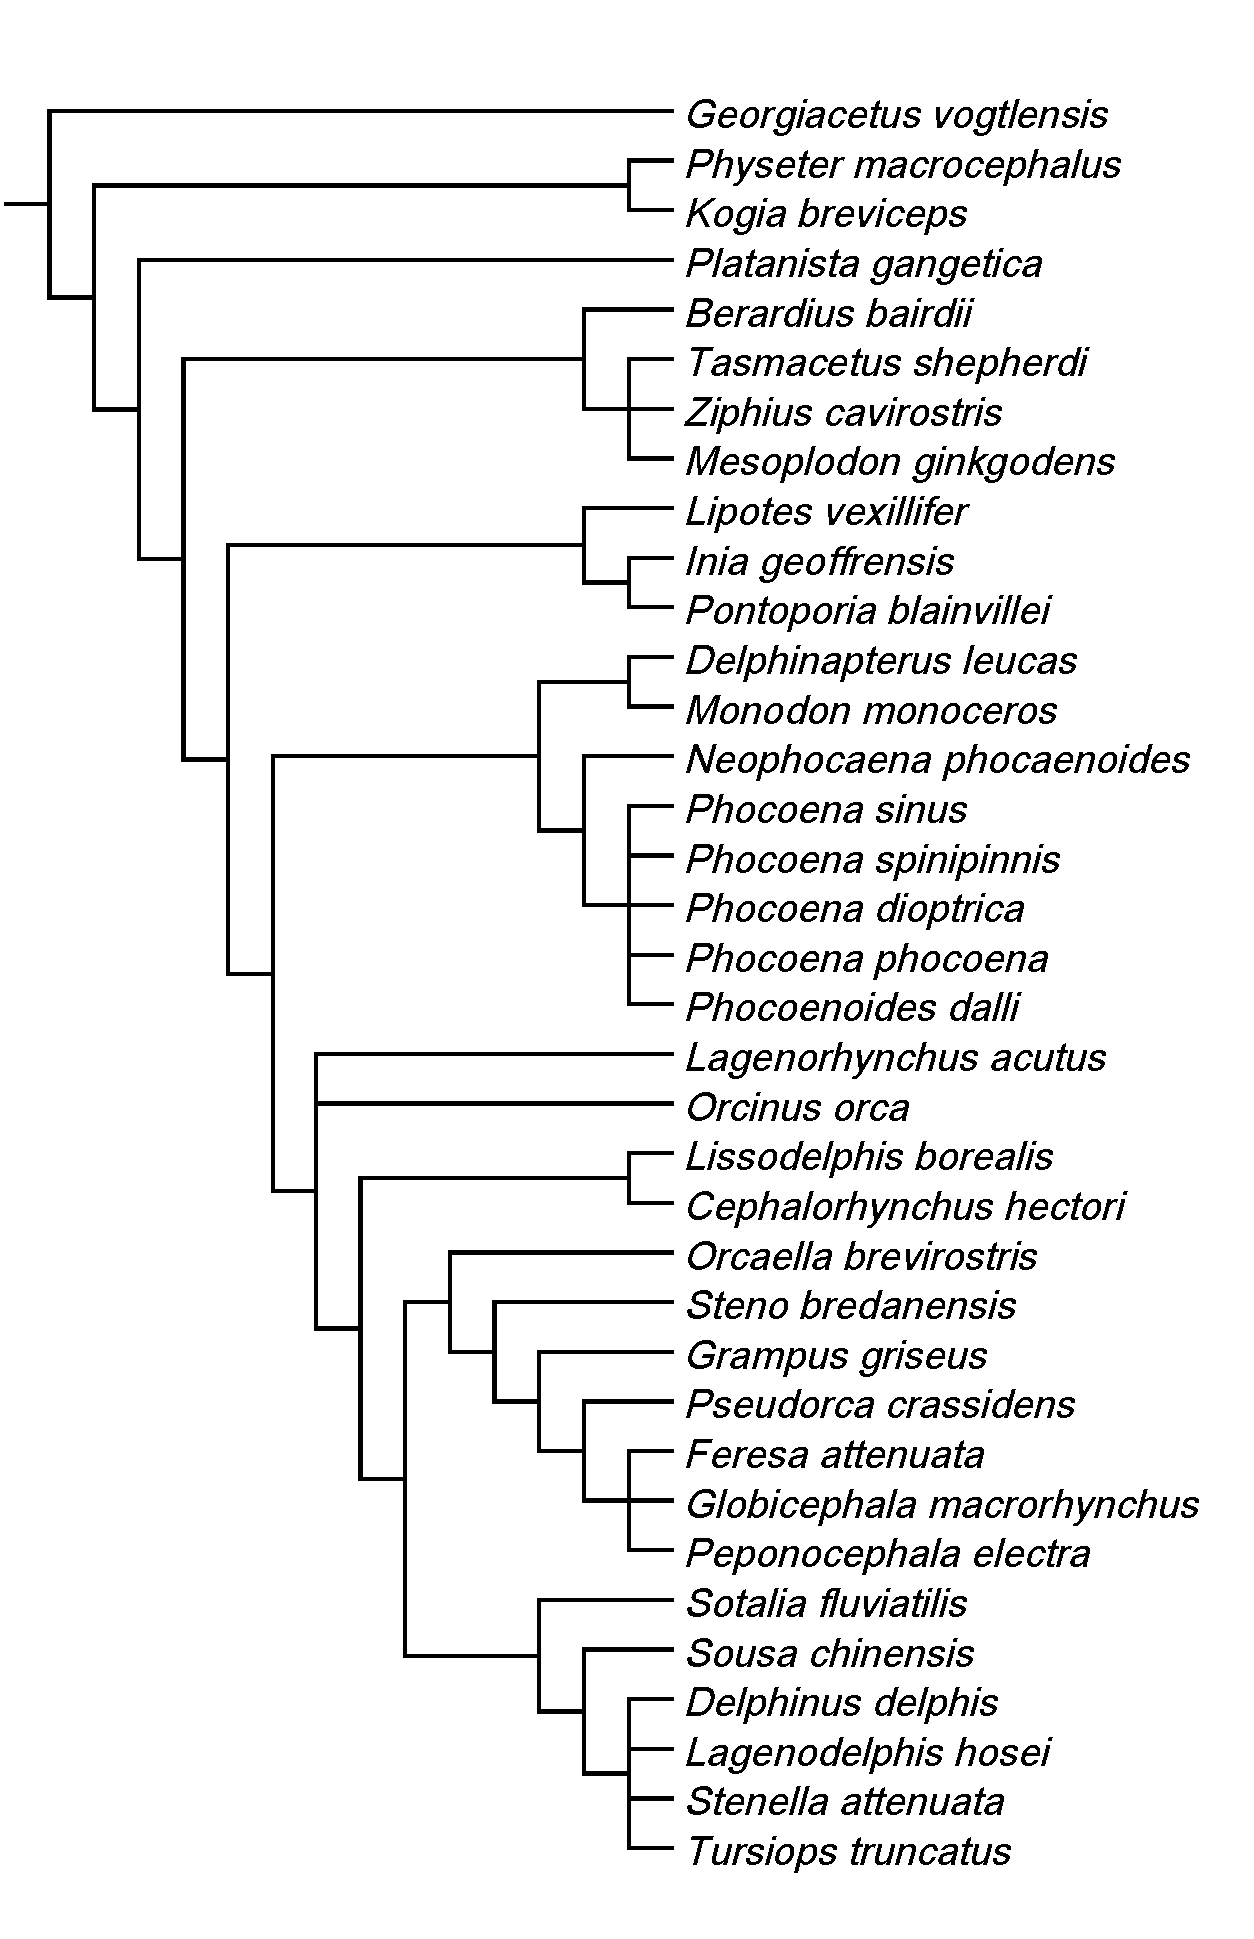 Georgiacetus vogtlensis
Physeter macrocephalus
Kogia breviceps
Platanista gangetica
Berardius bairdii
Tasmacetus shepherdi
Ziphius cavirostris
Mesoplodon ginkgodens
Lipotes vexillifer
Inia geoffrensis
Pontoporia blainvillei
Delphinapterus leucas
Monodon monoceros
Neophocaena phocaenoides
Phocoena sinus
Phocoena spinipinnis
Phocoena dioptrica
Phocoena phocoena
Phocoenoides dalli
Lagenorhynchus acutus
Orcinus orca
Lissodelphis borealis
Cephalorhynchus hectori
Orcaella brevirostris
Steno bredanensis
Grampus griseus
Pseudorca crassidens
Feresa attenuata
Globicephala macrorhynchus
Peponocephala electra
Sotalia fluviatilis
Sousa chinensis
Delphinus delphis
Lagenodelphis hosei
Stenella attenuata
Tursiops truncatus